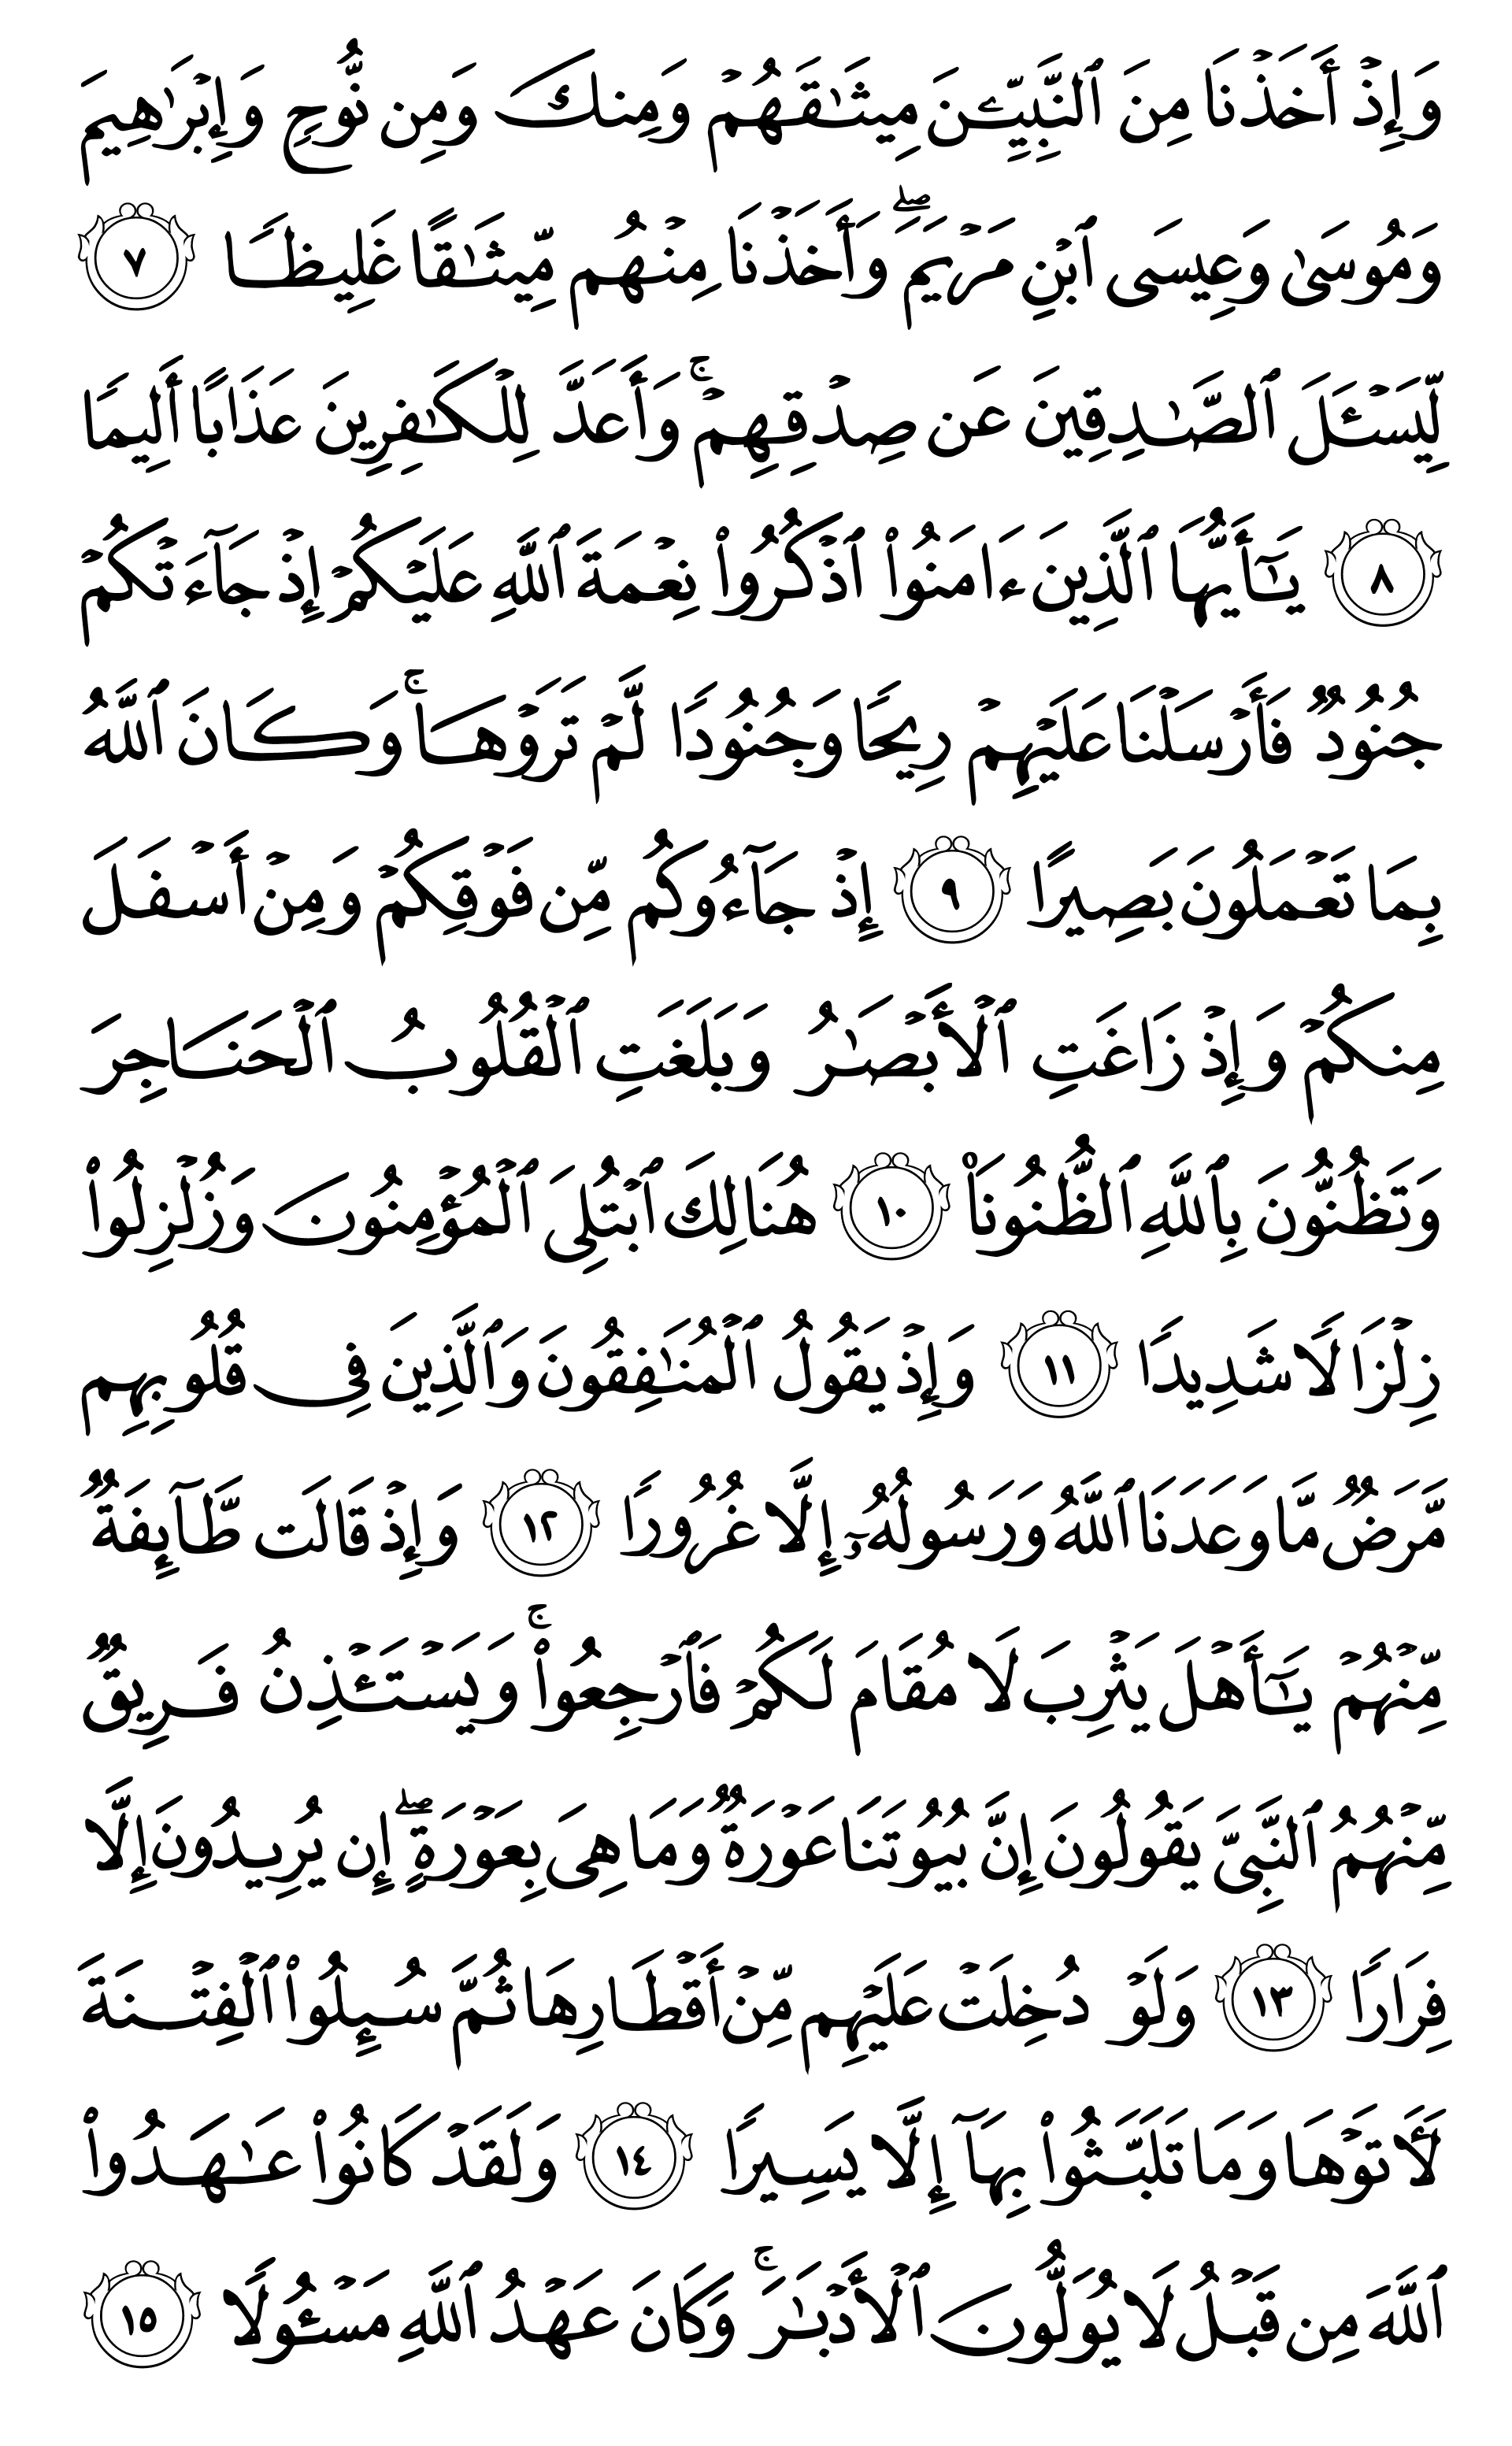 وَإِذۡ أَخَذۡنَا مِنَ ٱلنَّبِيِّـۧنَ مِيثَٰقَهُمۡ وَمِنكَ وَمِن نُّوحٖ وَإِبۡرَٰهِيمَ
وَمُوسَىٰ وَعِيسَى ٱبۡنِ مَرۡيَمَۖ وَأَخَذۡنَا مِنۡهُم مِّيثَٰقًا غَلِيظٗا ٧
لِّيَسۡـَٔلَ ٱلصَّٰدِقِينَ عَن صِدۡقِهِمۡۚ وَأَعَدَّ لِلۡكَٰفِرِينَ عَذَابًا أَلِيمٗا
٨ يَٰٓأَيُّهَا ٱلَّذِينَ ءَامَنُواْ ٱذۡكُرُواْ نِعۡمَةَ ٱللَّهِ عَلَيۡكُمۡ إِذۡ جَآءَتۡكُمۡ
جُنُودٞ فَأَرۡسَلۡنَا عَلَيۡهِمۡ رِيحٗا وَجُنُودٗا لَّمۡ تَرَوۡهَاۚ وَكَانَ ٱللَّهُ
بِمَا تَعۡمَلُونَ بَصِيرًا ٩ إِذۡ جَآءُوكُم مِّن فَوۡقِكُمۡ وَمِنۡ أَسۡفَلَ
مِنكُمۡ وَإِذۡ زَاغَتِ ٱلۡأَبۡصَٰرُ وَبَلَغَتِ ٱلۡقُلُوبُ ٱلۡحَنَاجِرَ
وَتَظُنُّونَ بِٱللَّهِ ٱلظُّنُونَا۠ ١٠ هُنَالِكَ ٱبۡتُلِيَ ٱلۡمُؤۡمِنُونَ وَزُلۡزِلُواْ
زِلۡزَالٗا شَدِيدٗا ١١ وَإِذۡ يَقُولُ ٱلۡمُنَٰفِقُونَ وَٱلَّذِينَ فِي قُلُوبِهِم
مَّرَضٞ مَّا وَعَدَنَا ٱللَّهُ وَرَسُولُهُۥٓ إِلَّا غُرُورٗا ١٢ وَإِذۡ قَالَت طَّآئِفَةٞ
مِّنۡهُمۡ يَٰٓأَهۡلَ يَثۡرِبَ لَا مُقَامَ لَكُمۡ فَٱرۡجِعُواْۚ وَيَسۡتَـٔۡذِنُ فَرِيقٞ
مِّنۡهُمُ ٱلنَّبِيَّ يَقُولُونَ إِنَّ بُيُوتَنَا عَوۡرَةٞ وَمَا هِيَ بِعَوۡرَةٍۖ إِن يُرِيدُونَ إِلَّا
فِرَارٗا ١٣ وَلَوۡ دُخِلَتۡ عَلَيۡهِم مِّنۡ أَقۡطَارِهَا ثُمَّ سُئِلُواْ ٱلۡفِتۡنَةَ
لَأٓتَوۡهَا وَمَا تَلَبَّثُواْ بِهَآ إِلَّا يَسِيرٗا ١٤ وَلَقَدۡ كَانُواْ عَٰهَدُواْ
ٱللَّهَ مِن قَبۡلُ لَا يُوَلُّونَ ٱلۡأَدۡبَٰرَۚ وَكَانَ عَهۡدُ ٱللَّهِ مَسۡـُٔولٗا ١٥